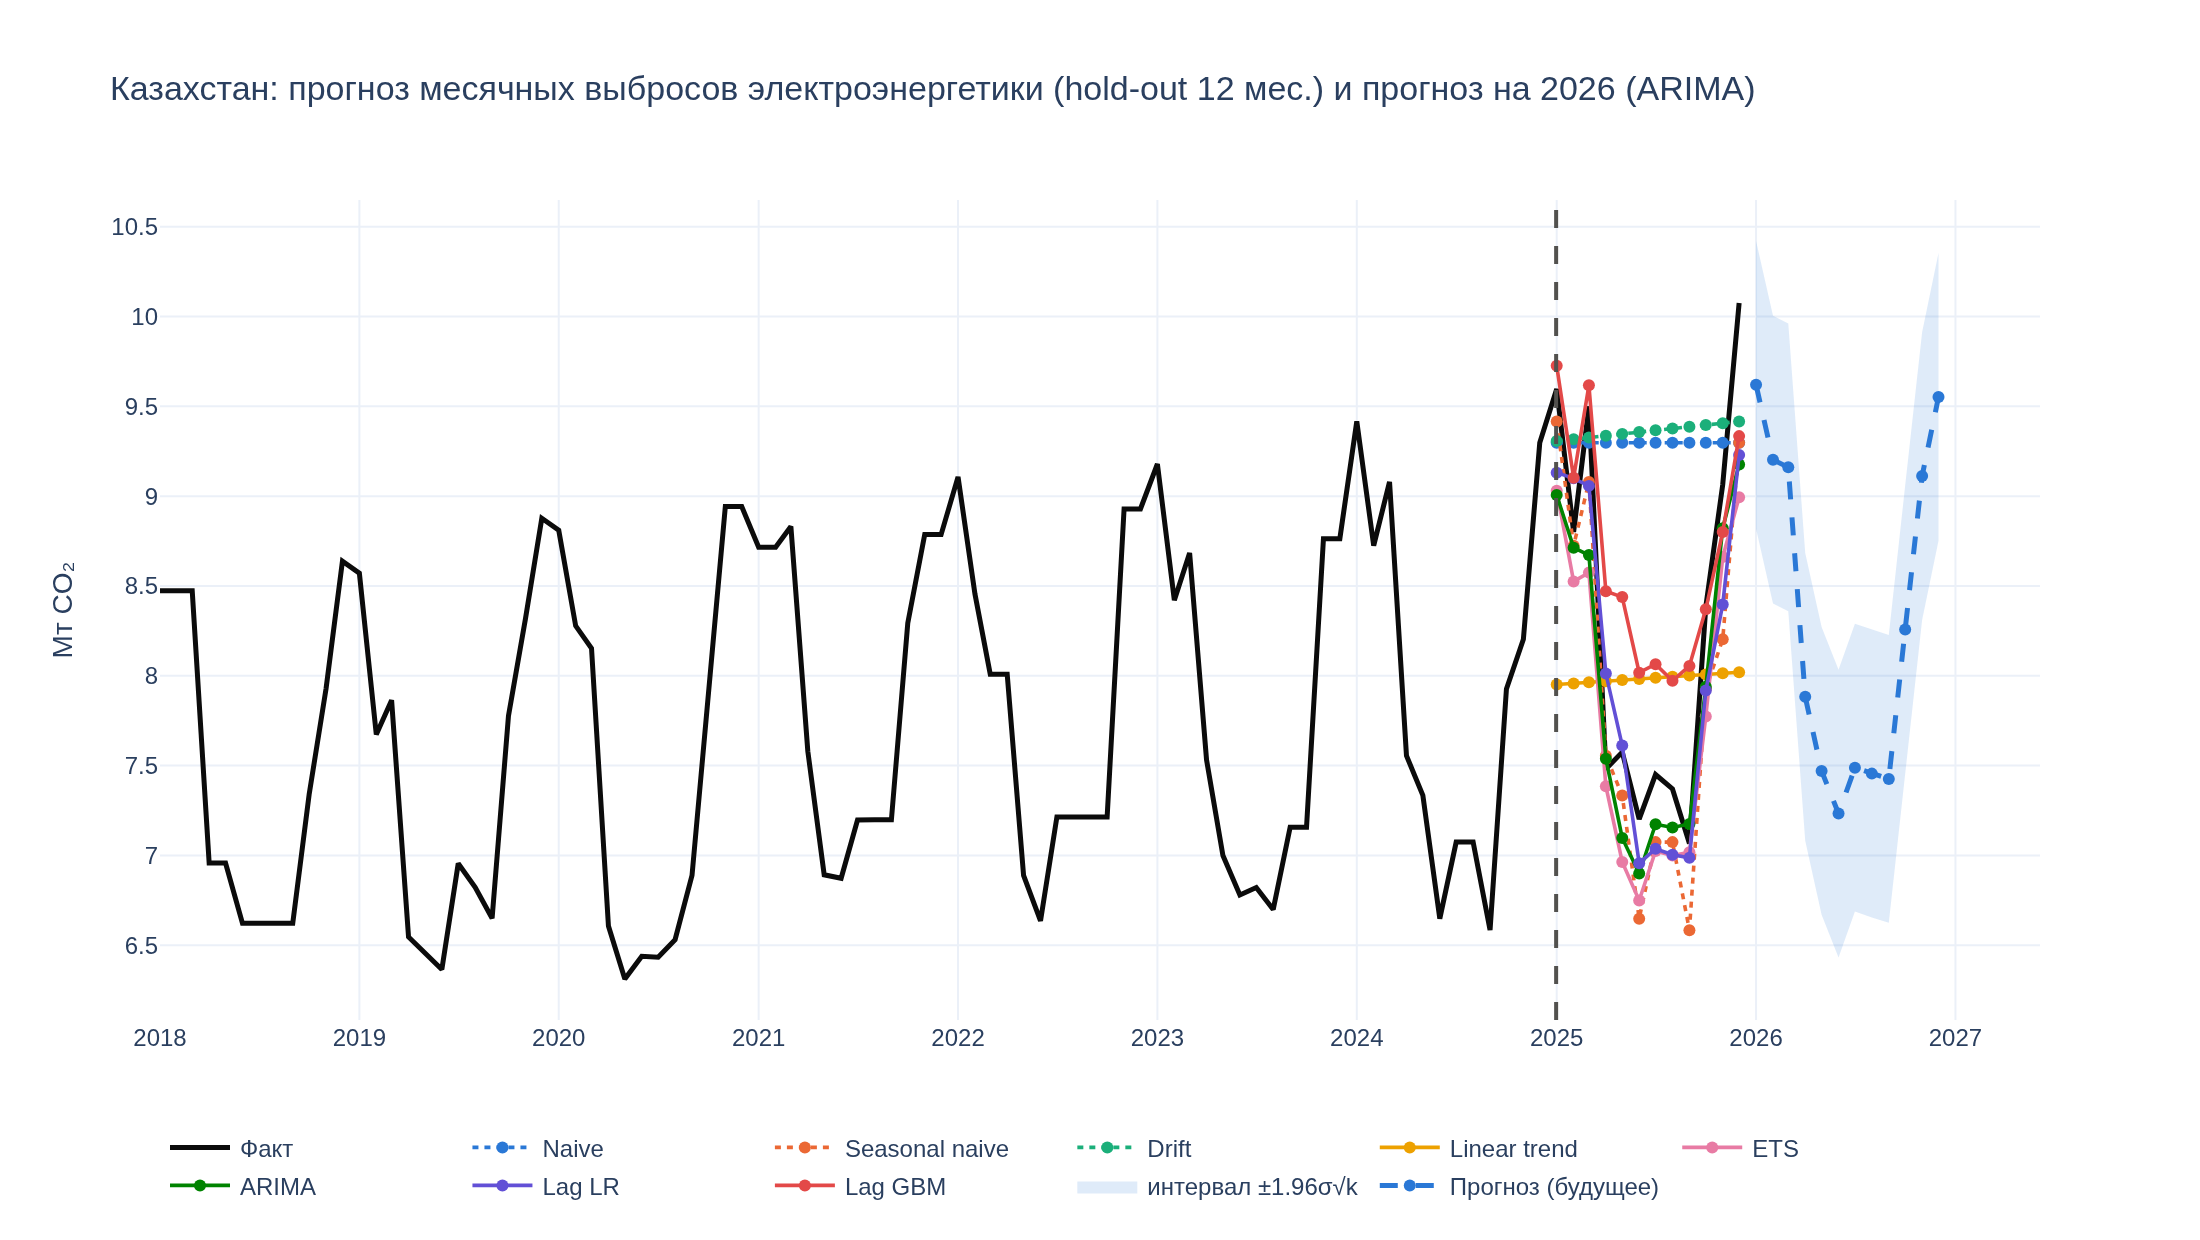 Казахстан: прогноз месячных выбросов электроэнергетики (hold-out 12 мес.) и прогноз на 2026 (ARIMA)
Мт CO₂
10.5
10
9.5
9
8.5
8
7.5
7
6.5
2018 2019 2020 2021 2022 2023 2024 2025 2026 2027
Факт Naive Seasonal naive Drift Linear trend ETS
ARIMA Lag LR Lag GBM интервал ±1.96σ√k Прогноз (будущее)